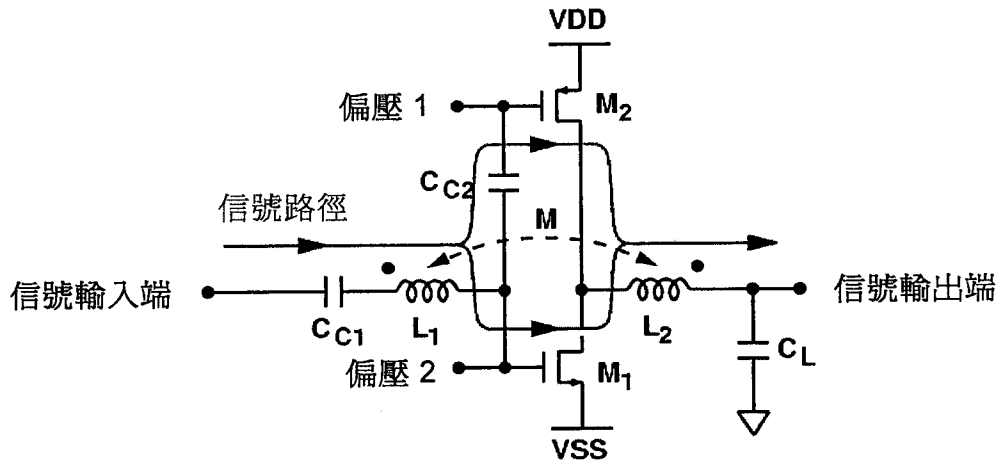 VDD
偏壓 1
M2
CC2
信號路徑
M
信號輸入端
信號輸出端
CC1
L1
L2
偏壓 2
M1
CL
VSS